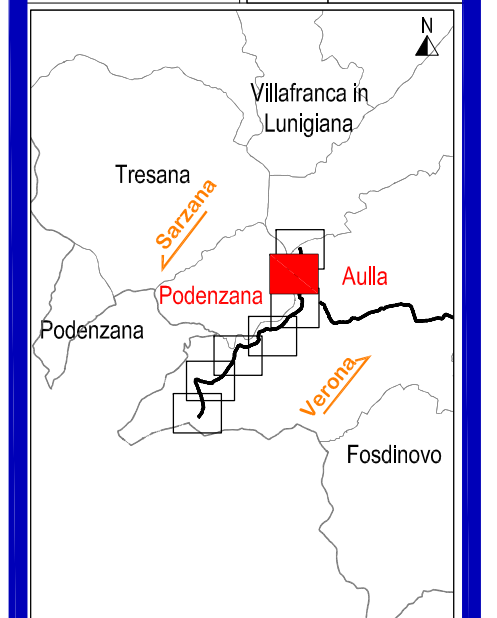 N
Villafranca in
Lunigiana
Tresana
Sarzana
Aulla
Podenzana
Podenzana
Verona
Fosdinovo